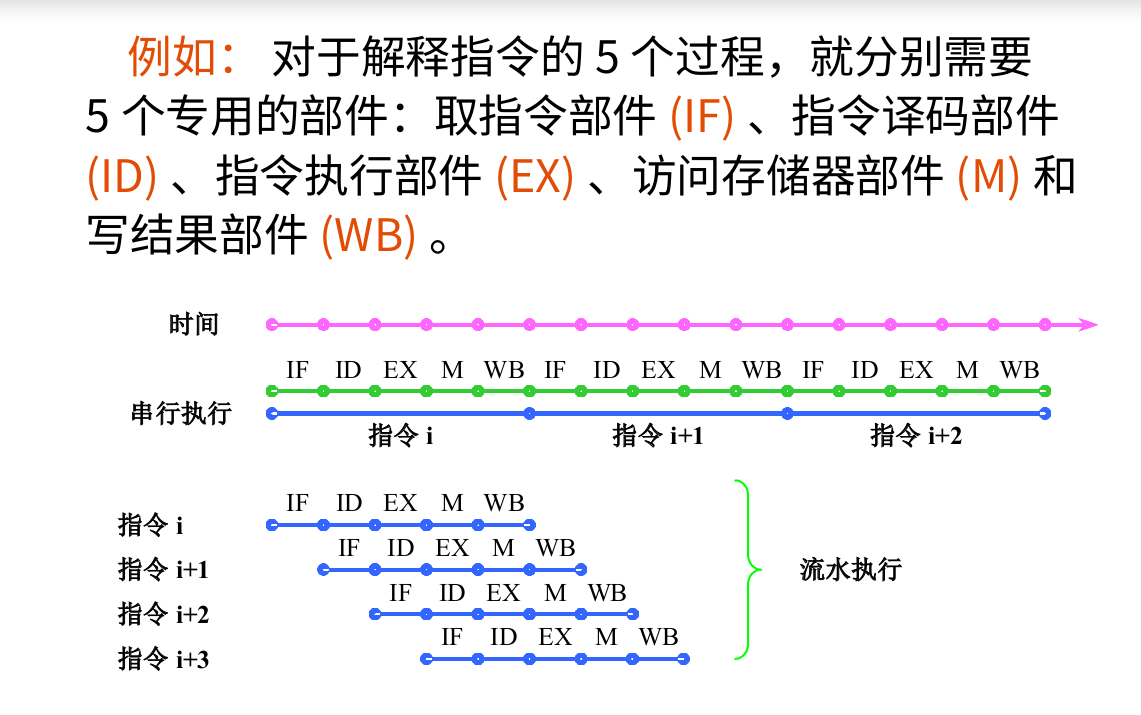 例如： 对于解释指令的 5 个过程，就分别需要
5 个专用的部件：取指令部件 (IF) 、指令译码部件
(ID) 、指令执行部件 (EX) 、访问存储器部件 (M) 和
写结果部件 (WB) 。
时间
IF ID EX M WB IF ID EX M WB IF ID EX M WB
串行执行
指令 i 指令 i+1 指令 i+2
IF ID EX M WB
指令 i
IF ID EX M WB
指令 i+1
IF ID EX M WB
指令 i+2
IF ID EX M WB
指令 i+3
流水执行